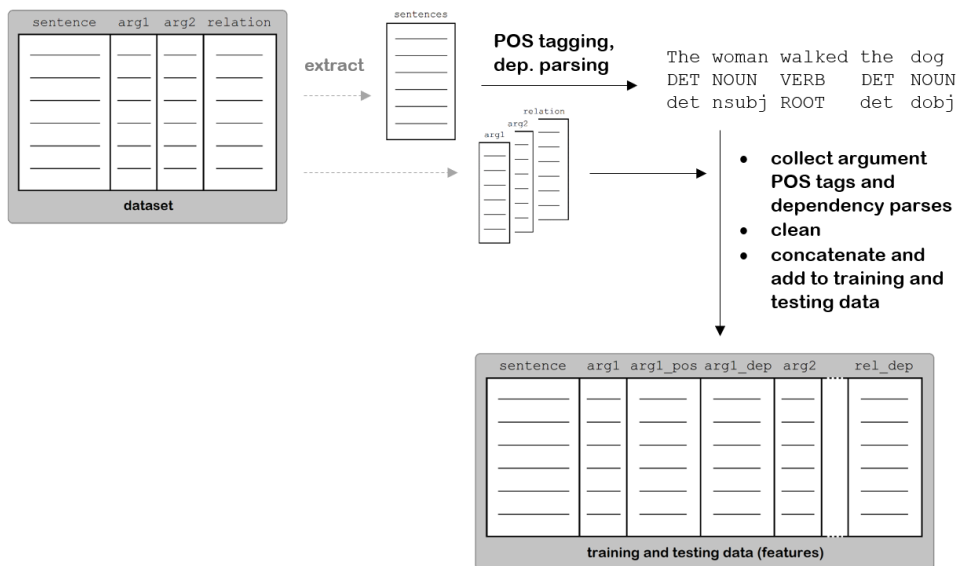 sentence arg1 arg2 relation
dataset
extract
sentences
POS tagging,
dep. parsing
The woman walked the dog
DET NOUN VERB DET NOUN
det nsubj ROOT det dobj
relation
arg2
arg1
• collect argument
POS tags and
dependency parses
• clean
• concatenate and
add to training and
testing data
sentence arg1 arg1_pos arg1_dep arg2 rel_dep
training and testing data (features)